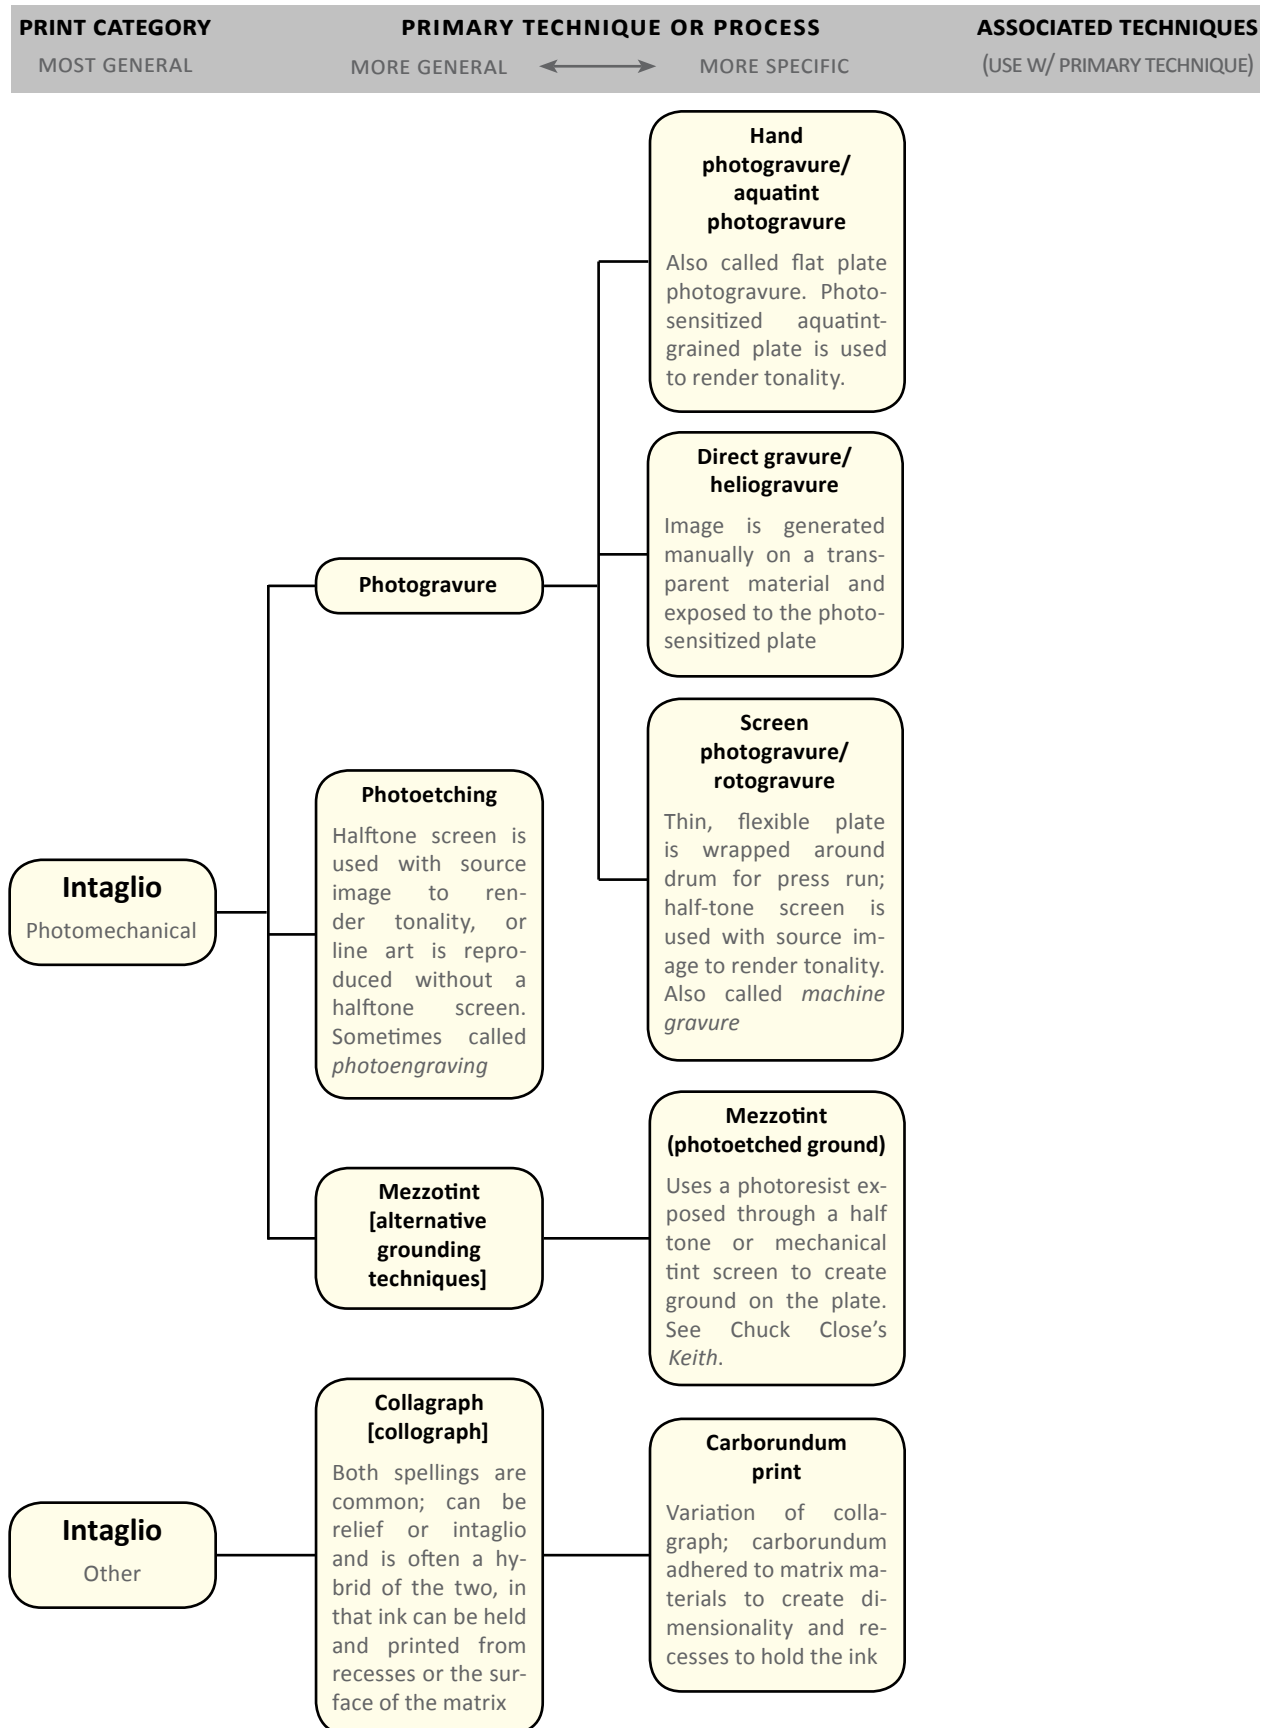 PRINT CATEGORY
MOST GENERAL
PRIMARY TECHNIQUE OR PROCESS
MORE GENERAL
MORE SPECIFIC
ASSOCIATED TECHNIQUES
(USE W/ PRIMARY TECHNIQUE)
Intaglio
Photomechanical
Photogravure
Hand
photogravure/
aquatint
photogravure
Also called flat plate
photogravure. Photo-
sensitized aquatint-
grained plate is used
to render tonality.
Direct gravure/
heliogravure
Image is generated
manually on a trans-
parent material and
exposed to the photo-
sensitized plate
Screen
photogravure/
rotogravure
Thin, flexible plate
is wrapped around
drum for press run;
half-tone screen is
used with source im-
age to render tonality.
Also called machine
gravure
Photoetching
Halftone screen is
used with source
image to ren-
der tonality, or
line art is repro-
duced without a
halftone screen.
Sometimes called
photoengraving
Mezzotint
[alternative
grounding
techniques]
Mezzotint
(photoetched ground)
Uses a photoresist ex-
posed through a half
tone or mechanical
tint screen to create
ground on the plate.
See Chuck Close's
Keith.
Intaglio
Other
Collagraph
[collograph]
Both spellings are
common; can be
relief or intaglio
and is often a hy-
brid of the two, in
that ink can be held
and printed from
recesses or the sur-
face of the matrix
Carborundum
print
Variation of colla-
graph; carborundum
adhered to matrix ma-
terials to create di-
mensionality and re-
cesses to hold the ink